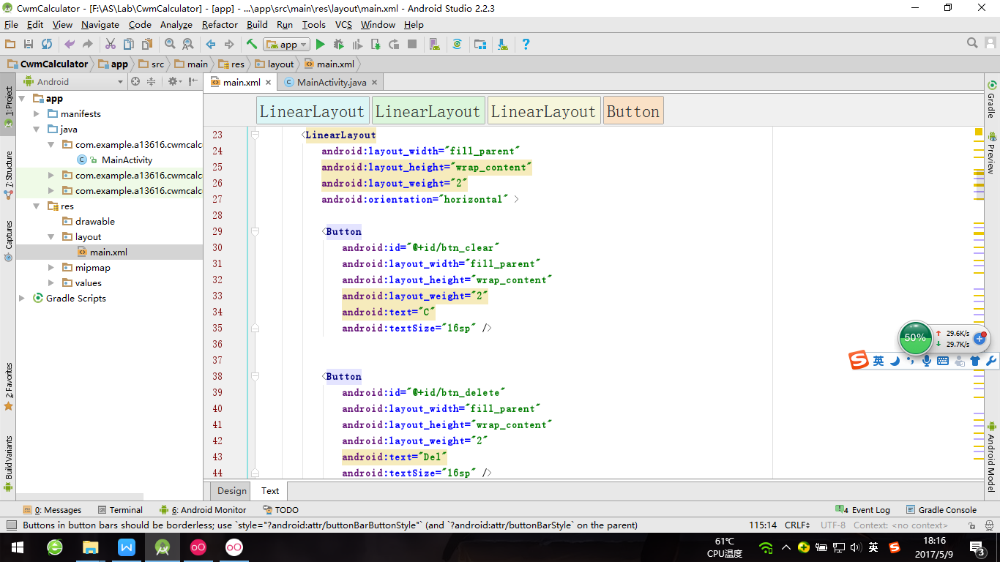 CwmCalculator - [F:\AS\Lab\CwmCalculator] - [app] - ...\app\src\main\res\layout\main.xml - Android Studio 2.2.3
File Edit View Navigate Code Analyze Refactor Build Run Tools VCS Window Help
app
CwmCalculator app src main res layout main.xml
Android
main.xml MainActivity.java
1: Project
7: Structure
Captures
2: Favorites
Build Variants
app
manifests
java
com.example.a13616.cwmcalc
MainActivity
com.example.a13616.cwmcalc
com.example.a13616.cwmcalc
res
drawable
layout
main.xml
mipmap
values
Gradle Scripts
LinearLayout LinearLayout LinearLayout Button
23 <LinearLayout
24 android:layout_width="fill_parent"
25 android:layout_height="wrap_content"
26 android:layout_weight="2"
27 android:orientation="horizontal" >
28
29 <Button
30 android:id="@+id/btn_clear"
31 android:layout_width="fill_parent"
32 android:layout_height="wrap_content"
33 android:layout_weight="2"
34 android:text="C"
35 android:textSize="16sp" />
36
37
38 <Button
39 android:id="@+id/btn_delete"
40 android:layout_width="fill_parent"
41 android:layout_height="wrap_content"
42 android:layout_weight="2"
43 android:text="Del"
44 android:textSize="16sp" />
Gradle
Preview
Android Model
50%
29.6K/s
29.7K/s
英
Design Text
0: Messages Terminal 6: Android Monitor TODO 4 Event Log Gradle Console
Buttons in button bars should be borderless; use `style="?android:attr/buttonBarButtonStyle"` (and `?android:attr/buttonBarStyle` on the parent) 115:14 CRLF UTF-8 Context: <no context>
61℃
CPU温度
英
18:16
2017/5/9
3